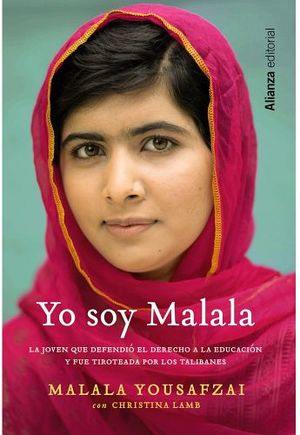 Alianza editorial
Yo soy Malala
LA JOVEN QUE DEFENDIÓ EL DERECHO A LA EDUCACIÓN
Y FUE TIROTEADA POR LOS TALIBANES
MALALA YOUSAFZAI
con CHRISTINA LAMB